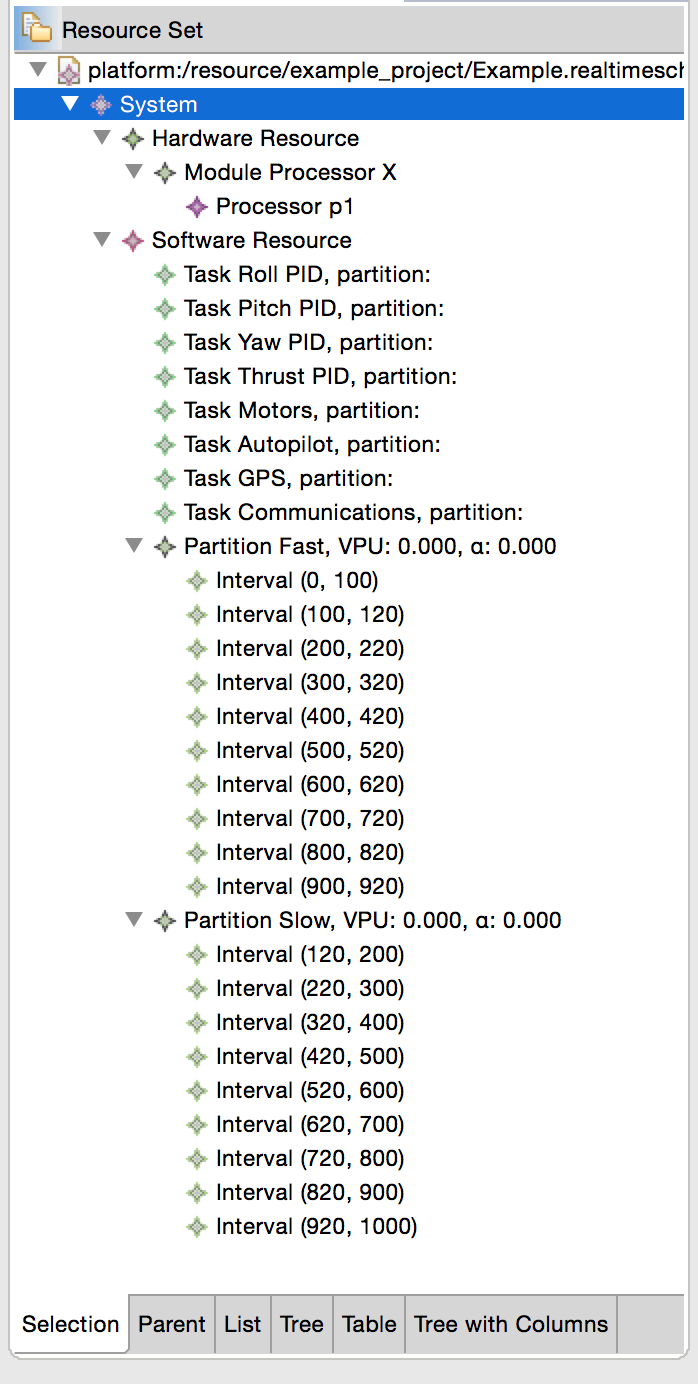 Resource Set
platform:/resource/example_project/Example.realtimesch
System
Hardware Resource
Module Processor X
Processor p1
Software Resource
Task Roll PID, partition:
Task Pitch PID, partition:
Task Yaw PID, partition:
Task Thrust PID, partition:
Task Motors, partition:
Task Autopilot, partition:
Task GPS, partition:
Task Communications, partition:
Partition Fast, VPU: 0.000, α: 0.000
Interval (0, 100)
Interval (100, 120)
Interval (200, 220)
Interval (300, 320)
Interval (400, 420)
Interval (500, 520)
Interval (600, 620)
Interval (700, 720)
Interval (800, 820)
Interval (900, 920)
Partition Slow, VPU: 0.000, α: 0.000
Interval (120, 200)
Interval (220, 300)
Interval (320, 400)
Interval (420, 500)
Interval (520, 600)
Interval (620, 700)
Interval (720, 800)
Interval (820, 900)
Interval (920, 1000)
Selection Parent List Tree Table Tree with Columns